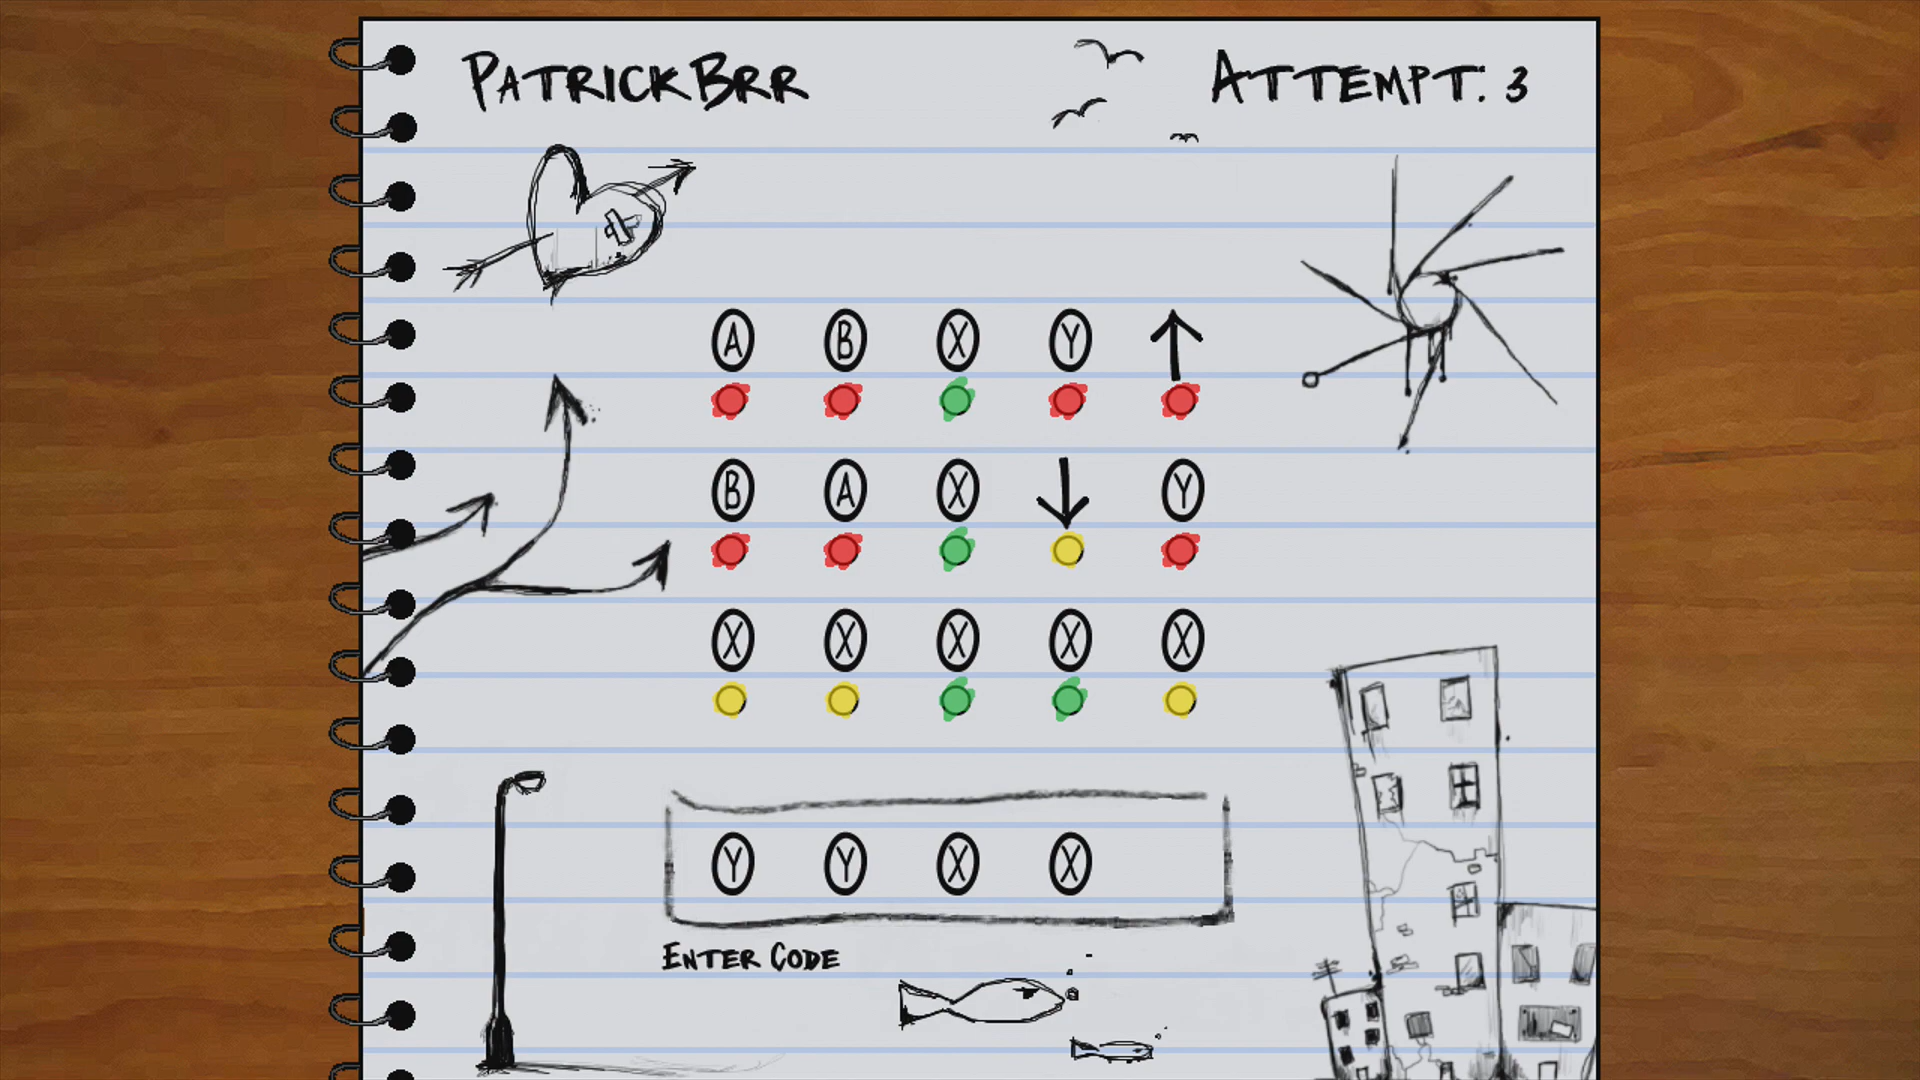 PATRICKBRR
ATTEMPT: 3
A B X Y ↑
B A X ↓ Y
X X X X X
Y Y X X
ENTER CODE